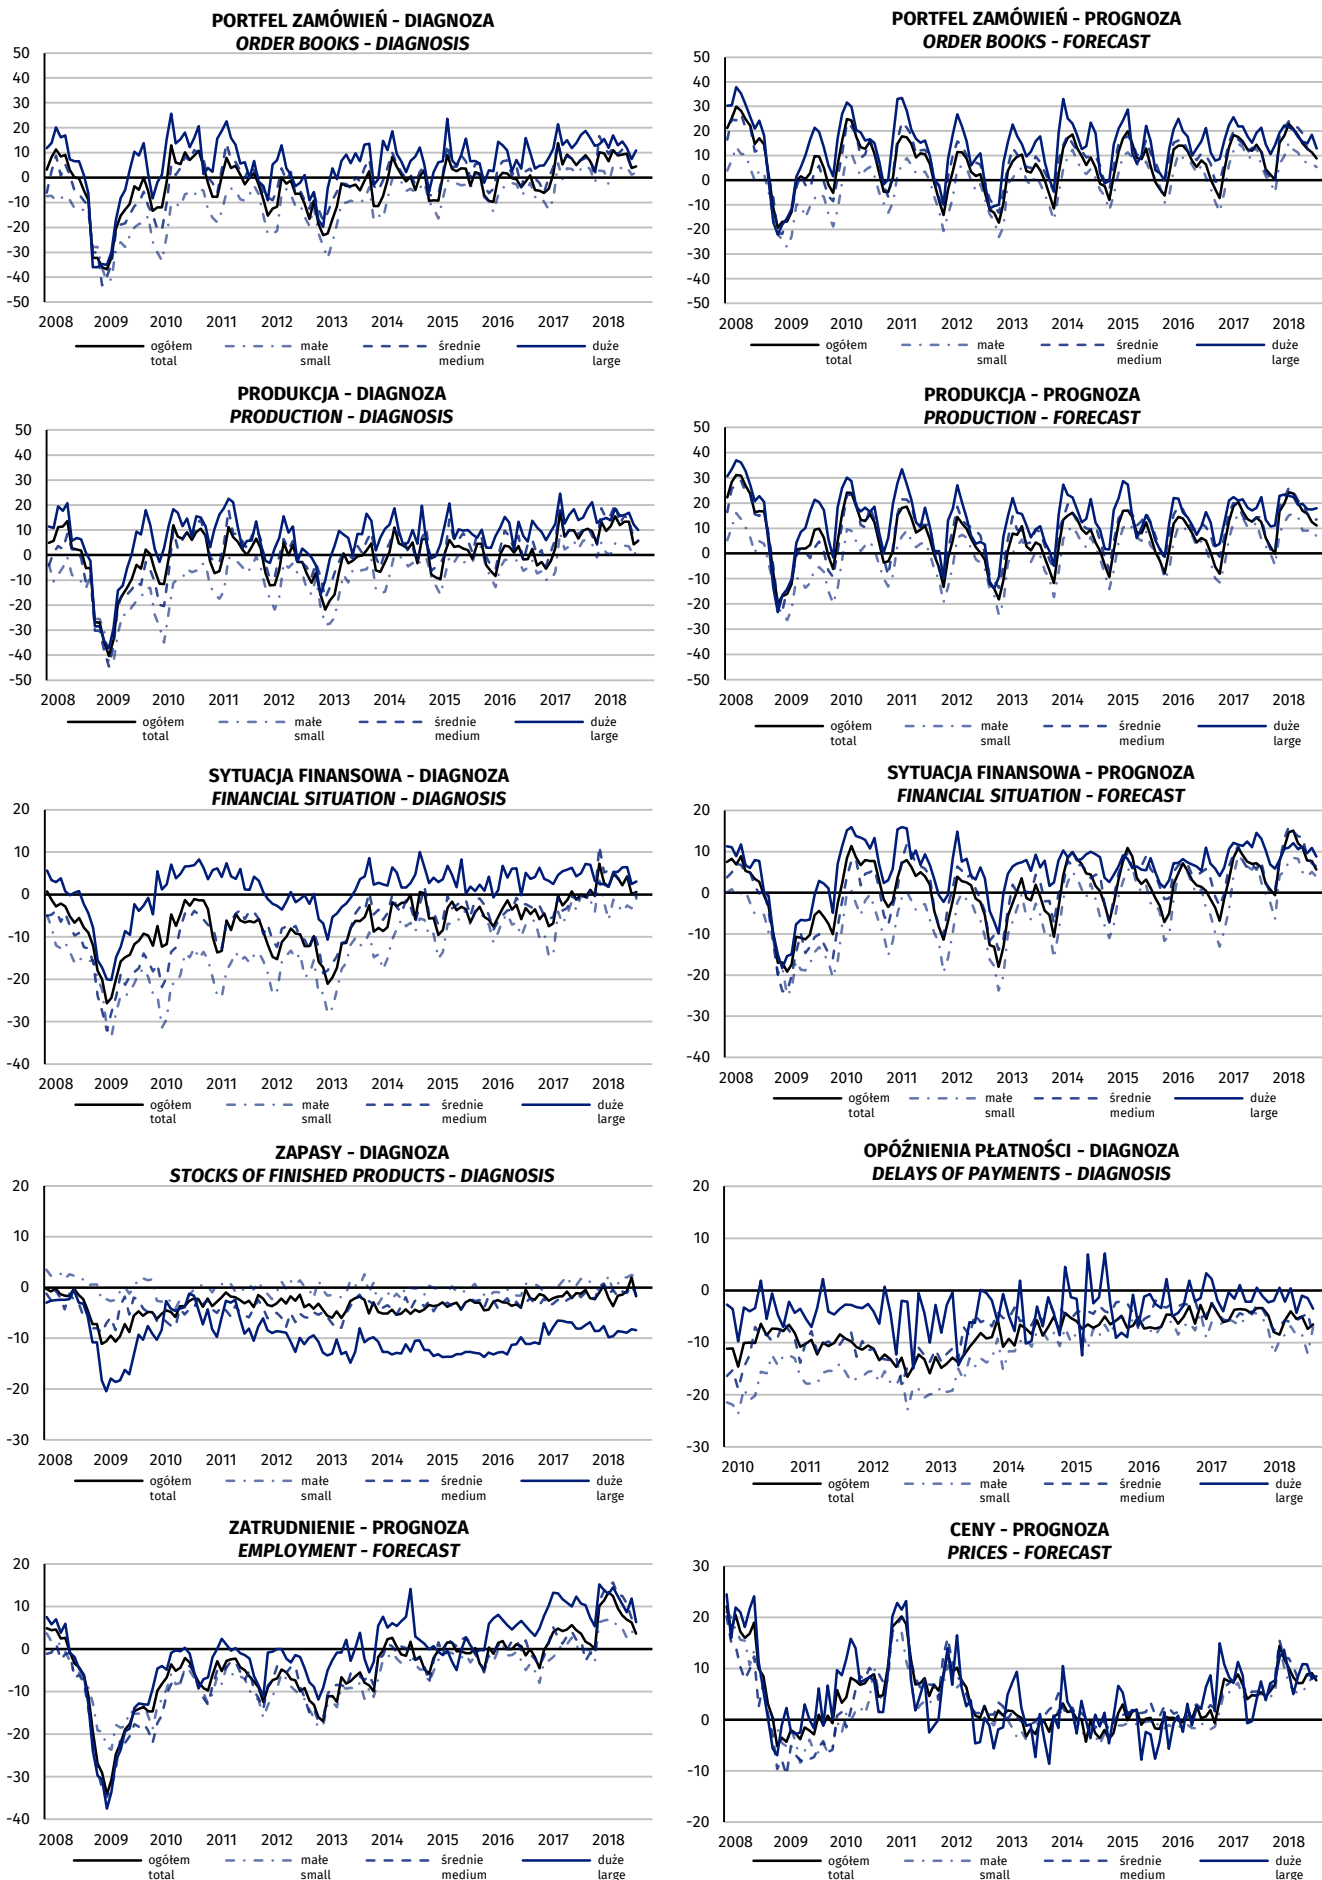 PORTFEL ZAMÓWIEŃ - DIAGNOZA
ORDER BOOKS - DIAGNOSIS
50
40
30
20
10
0
-10
-20
-30
-40
-50
2008 2009 2010 2011 2012 2013 2014 2015 2016 2017 2018
ogółem małe średnie duże
total small medium large
PORTFEL ZAMÓWIEŃ - PROGNOZA
ORDER BOOKS - FORECAST
50
40
30
20
10
0
-10
-20
-30
-40
-50
2008 2009 2010 2011 2012 2013 2014 2015 2016 2017 2018
ogółem małe średnie duże
total small medium large
PRODUKCJA - DIAGNOZA
PRODUCTION - DIAGNOSIS
50
40
30
20
10
0
-10
-20
-30
-40
-50
2008 2009 2010 2011 2012 2013 2014 2015 2016 2017 2018
ogółem małe średnie duże
total small medium large
PRODUKCJA - PROGNOZA
PRODUCTION - FORECAST
50
40
30
20
10
0
-10
-20
-30
-40
-50
2008 2009 2010 2011 2012 2013 2014 2015 2016 2017 2018
ogółem małe średnie duże
total small medium large
SYTUACJA FINANSOWA - DIAGNOZA
FINANCIAL SITUATION - DIAGNOSIS
20
10
0
-10
-20
-30
-40
2008 2009 2010 2011 2012 2013 2014 2015 2016 2017 2018
ogółem małe średnie duże
total small medium large
SYTUACJA FINANSOWA - PROGNOZA
FINANCIAL SITUATION - FORECAST
20
10
0
-10
-20
-30
-40
2008 2009 2010 2011 2012 2013 2014 2015 2016 2017 2018
ogółem małe średnie duże
total small medium large
ZAPASY - DIAGNOZA
STOCKS OF FINISHED PRODUCTS - DIAGNOSIS
20
10
0
-10
-20
-30
2008 2009 2010 2011 2012 2013 2014 2015 2016 2017 2018
ogółem małe średnie duże
total small medium large
OPÓŹNIENIA PŁATNOŚCI - DIAGNOZA
DELAYS OF PAYMENTS - DIAGNOSIS
20
10
0
-10
-20
-30
2010 2011 2012 2013 2014 2015 2016 2017 2018
ogółem małe średnie duże
total small medium large
ZATRUDNIENIE - PROGNOZA
EMPLOYMENT - FORECAST
20
10
0
-10
-20
-30
-40
2008 2009 2010 2011 2012 2013 2014 2015 2016 2017 2018
ogółem małe średnie duże
total small medium large
CENY - PROGNOZA
PRICES - FORECAST
30
20
10
0
-10
-20
2008 2009 2010 2011 2012 2013 2014 2015 2016 2017 2018
ogółem małe średnie duże
total small medium large